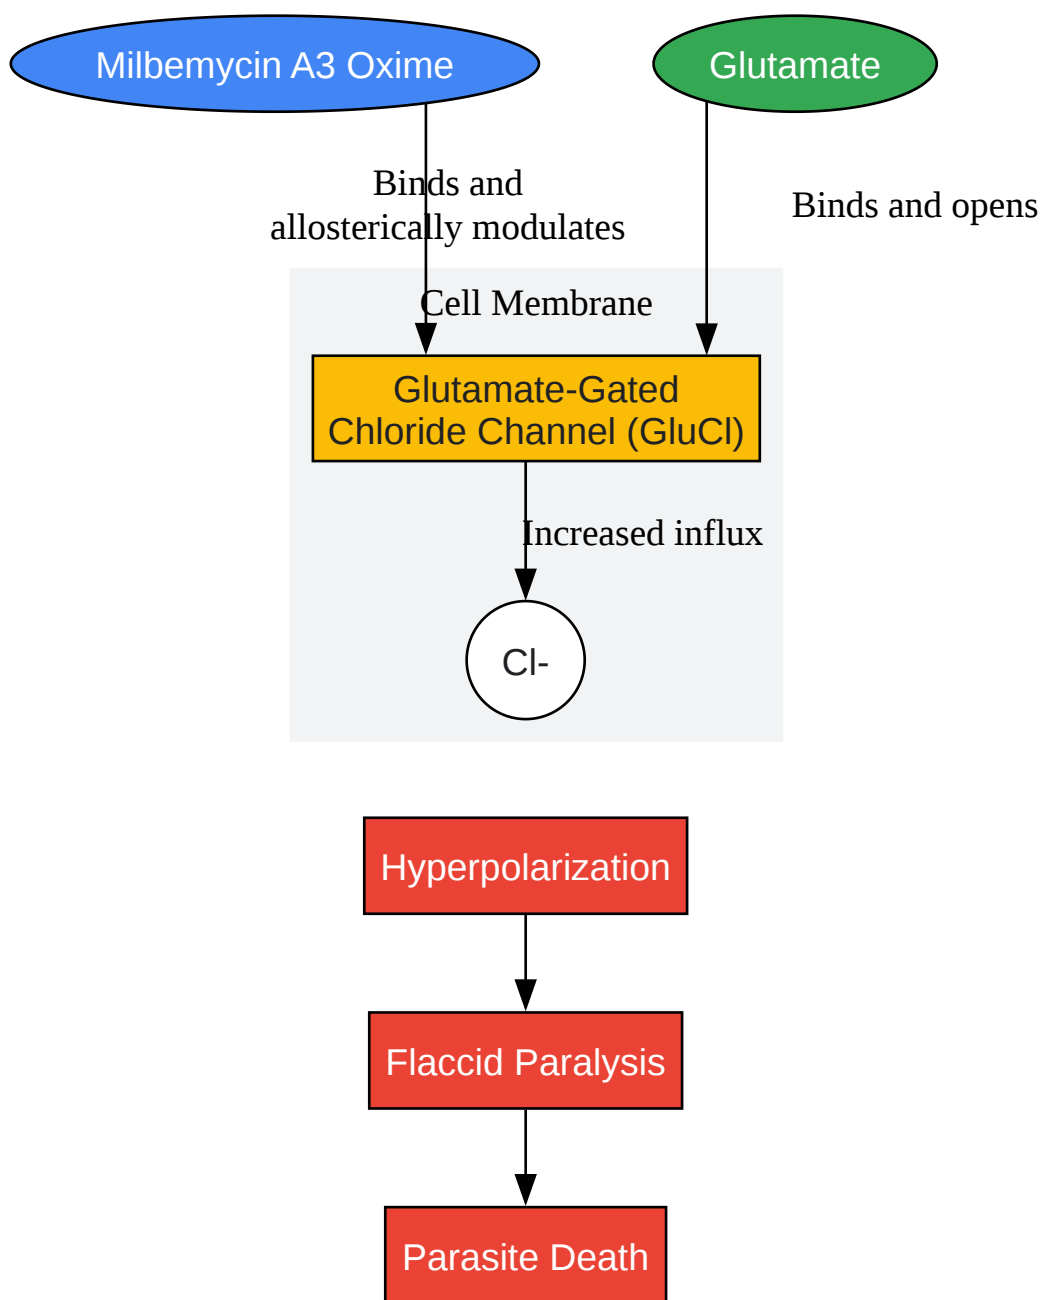 Milbemycin A3 Oxime
Glutamate
Binds and
allosterically modulates
Binds and opens
Cell Membrane
Glutamate-Gated
Chloride Channel (GluCl)
Increased influx
Cl-
Hyperpolarization
Flaccid Paralysis
Parasite Death